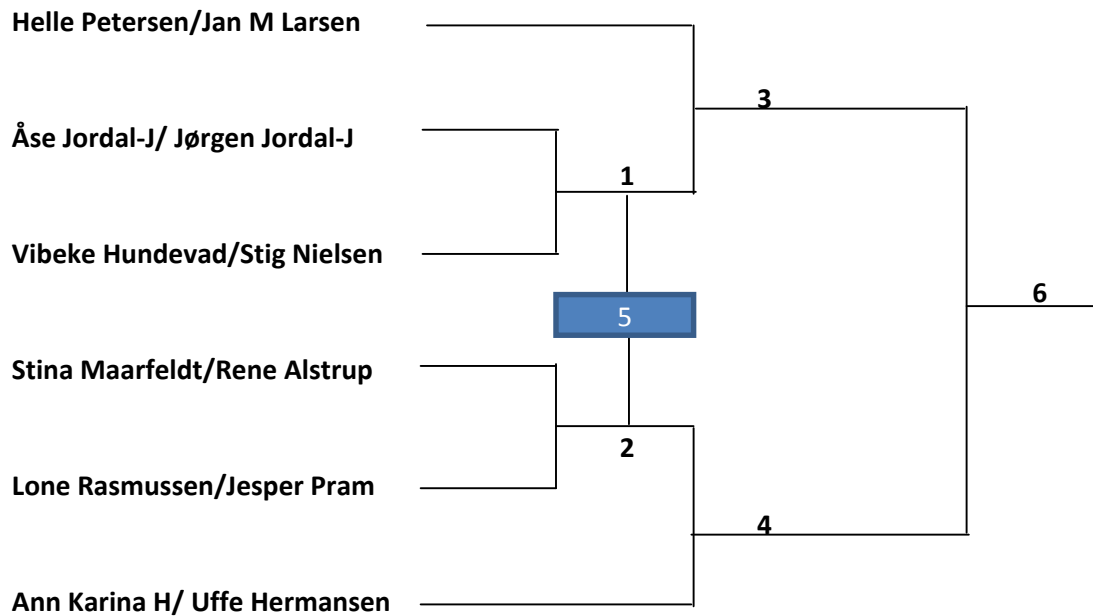 Helle Petersen/Jan M Larsen
3
Åse Jordal-J/ Jørgen Jordal-J
1
Vibeke Hundevad/Stig Nielsen
5
6
Stina Maarfeldt/Rene Alstrup
2
Lone Rasmussen/Jesper Pram
4
Ann Karina H/ Uffe Hermansen